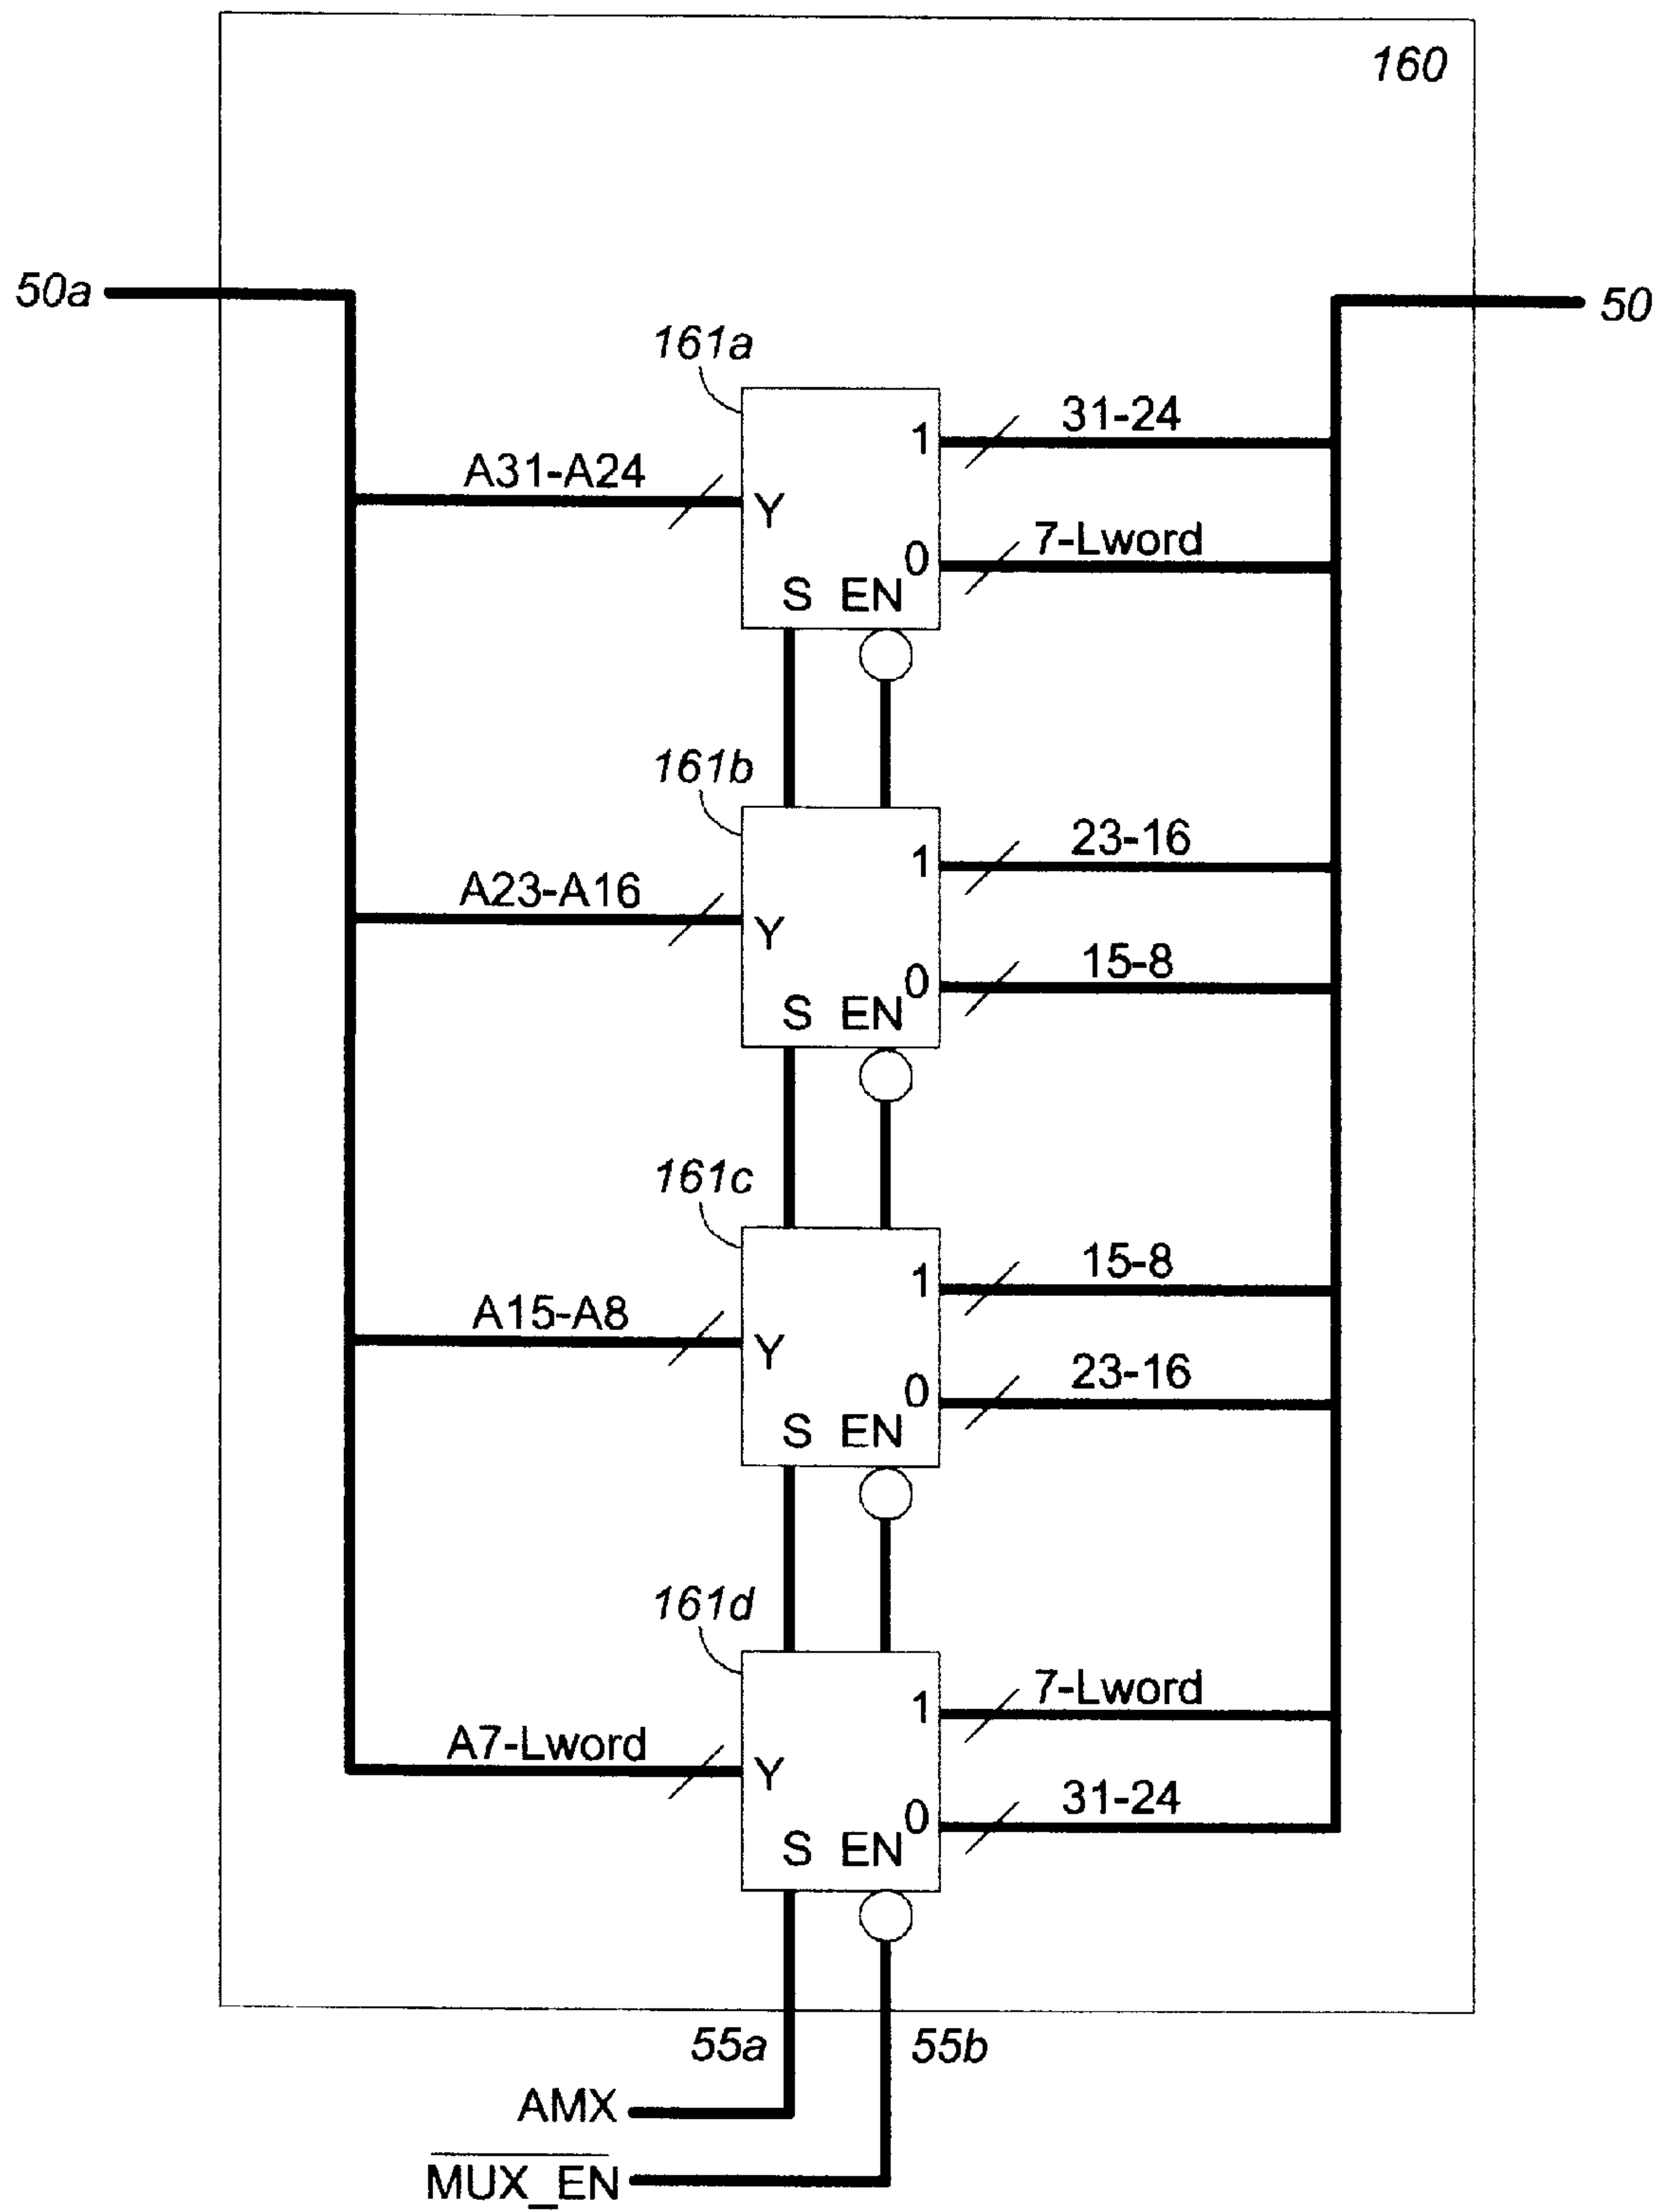 160
50a
50
161a
1
31-24
A31-A24
Y
7-Lword
0
S EN
161b
1
23-16
A23-A16
Y
15-8
0
S EN
161c
1
15-8
A15-A8
Y
23-16
0
S EN
161d
1
7-Lword
A7-Lword
Y
31-24
0
S EN
55a
55b
AMX
MUX_EN